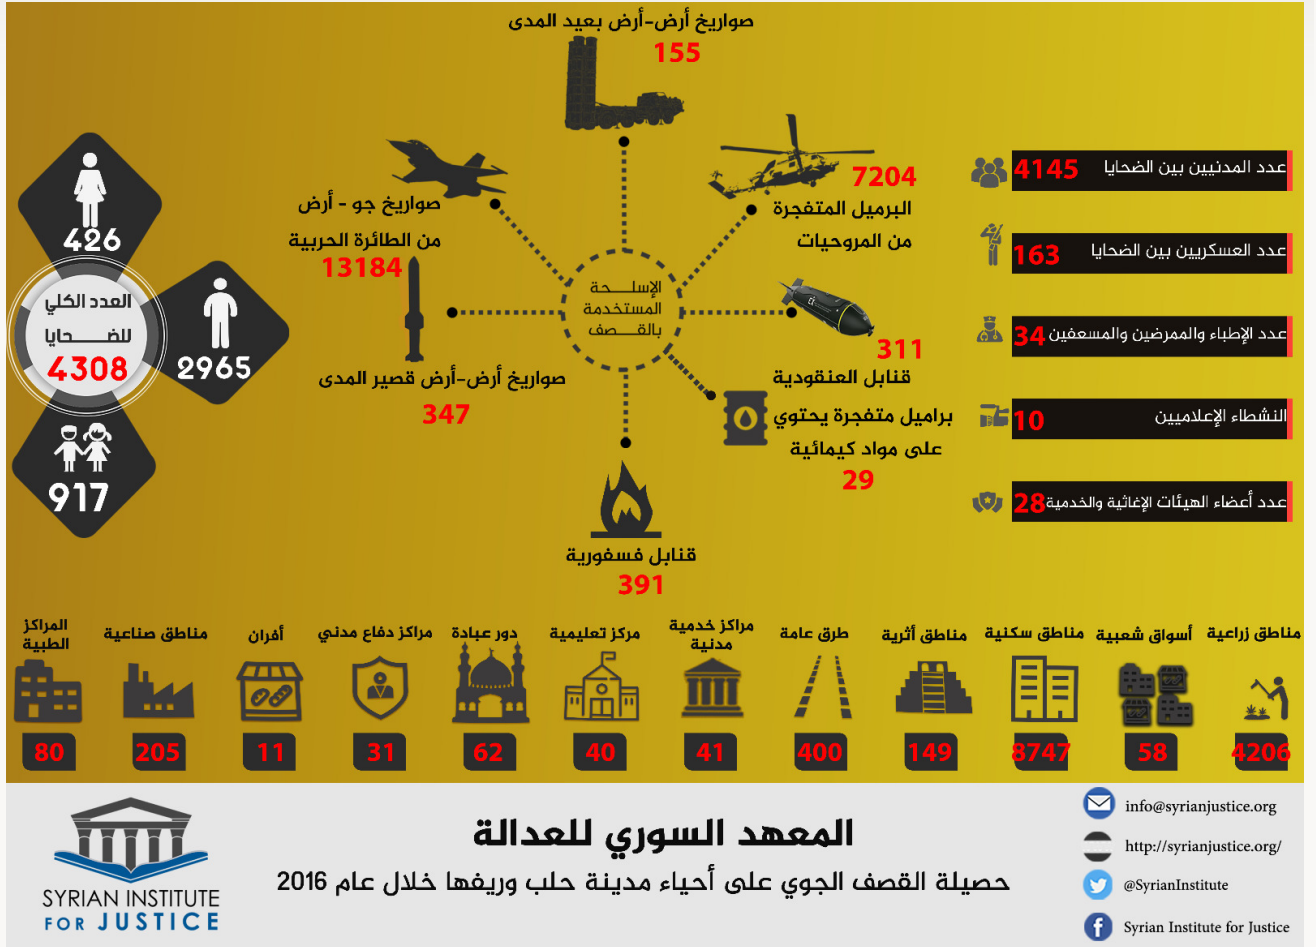 صواريخ أرض-أرض بعيد المدى
155
7204
البرميل المتفجرة
من المروحيات
صواريخ جو - أرض
من الطائرة الحربية
13184
الإسلــحة
المستخدمة
بالقــصف
311
قنابل العنقودية
صواريخ أرض-أرض قصير المدى
347
براميل متفجرة يحتوي
على مواد كيمائية
29
قنابل فسفورية
391
عدد المدنيين بين الضحايا 4145
عدد العسكريين بين الضحايا 163
عدد الإطباء والممرضين والمسعفين 34
النشطاء الإعلاميين 10
عدد أعضاء الهيئات الإغاثية والخدمية 28
426
العدد الكلي
للضــــحايا
4308
2965
917
مناطق زراعية
4206
أسواق شعبية
58
مناطق سكنية
8747
مناطق أثرية
149
طرق عامة
400
مراكز خدمية
مدنية
41
مركز تعليمية
40
دور عبادة
62
مراكز دفاع مدني
31
أفران
11
مناطق صناعية
205
المراكز
الطبية
80
المعهد السوري للعدالة
حصيلة القصف الجوي على أحياء مدينة حلب وريفها خلال عام 2016
SYRIAN INSTITUTE
FOR JUSTICE
info@syrianjustice.org
http://syrianjustice.org/
@SyrianInstitute
Syrian Institute for Justice